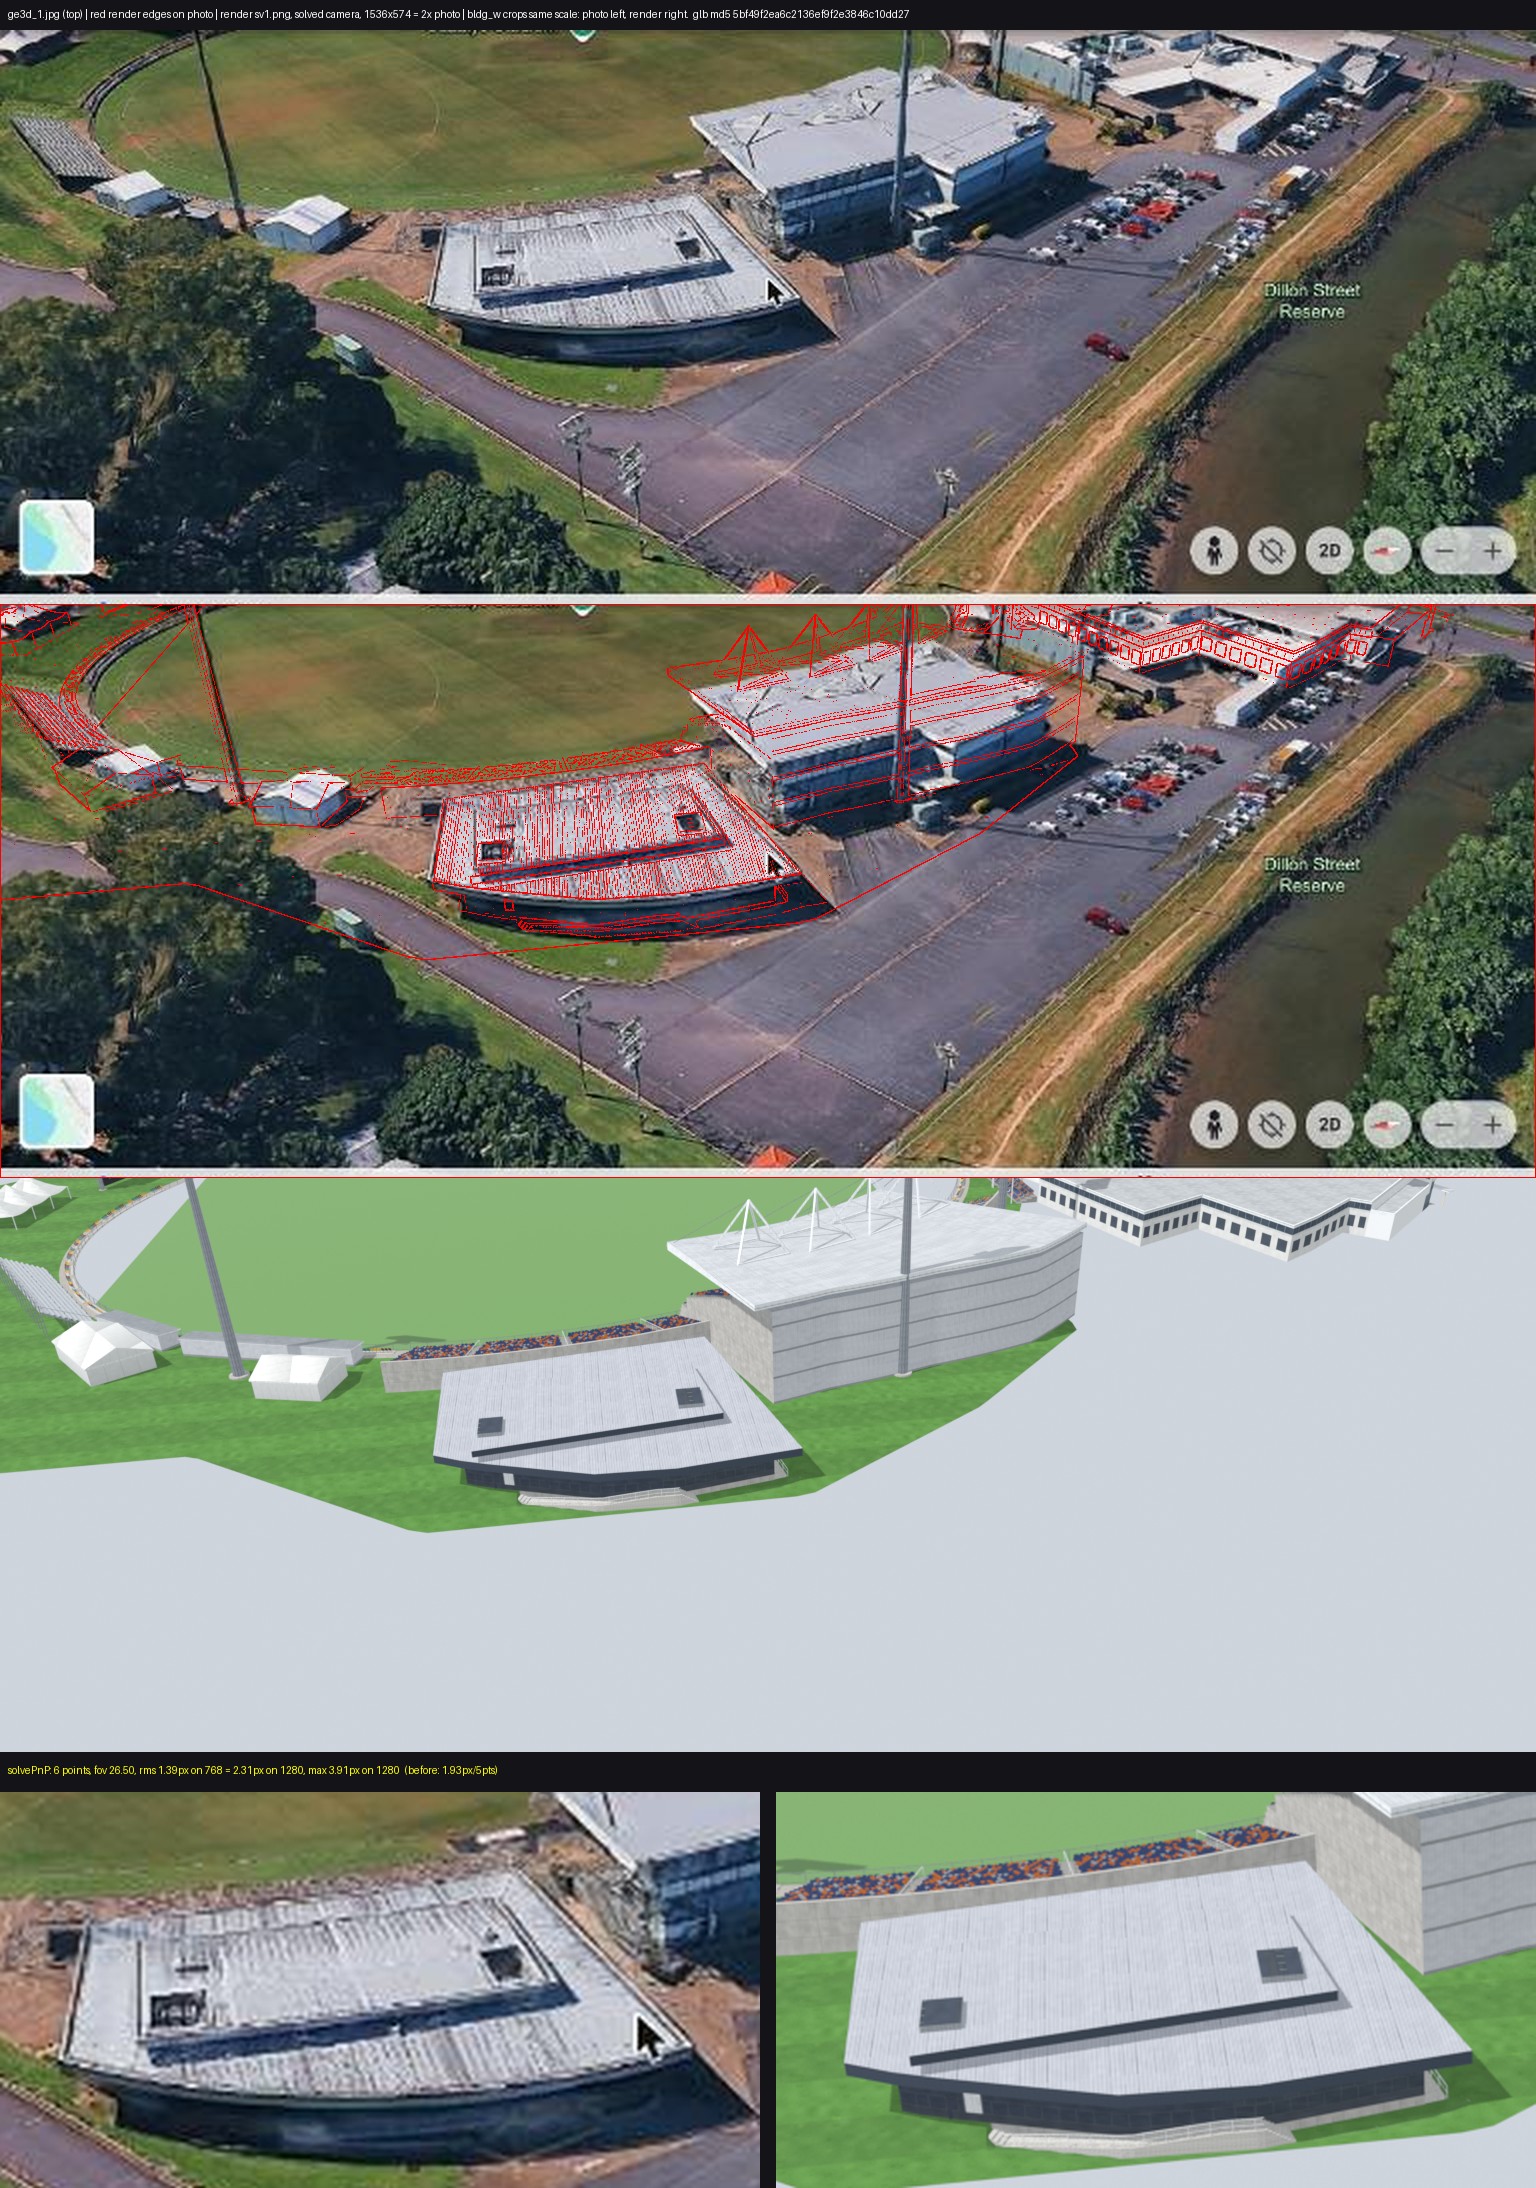 ge3d_1.jpg (top) | red render edges on photo | render sv1.png, solved camera, 1536x574 = 2x photo | bldg_w crops same scale: photo left, render right. glb md5 5bf49f2ea6c2136ef9f2e3846c10dd27
Dillon Street
Reserve
2D
Dillon Street
Reserve
2D
solvePnP: 6 points, fov 26.50, rms 1.39px on 768 = 2.31px on 1280, max 3.91px on 1280 (before: 1.93px/5pts)